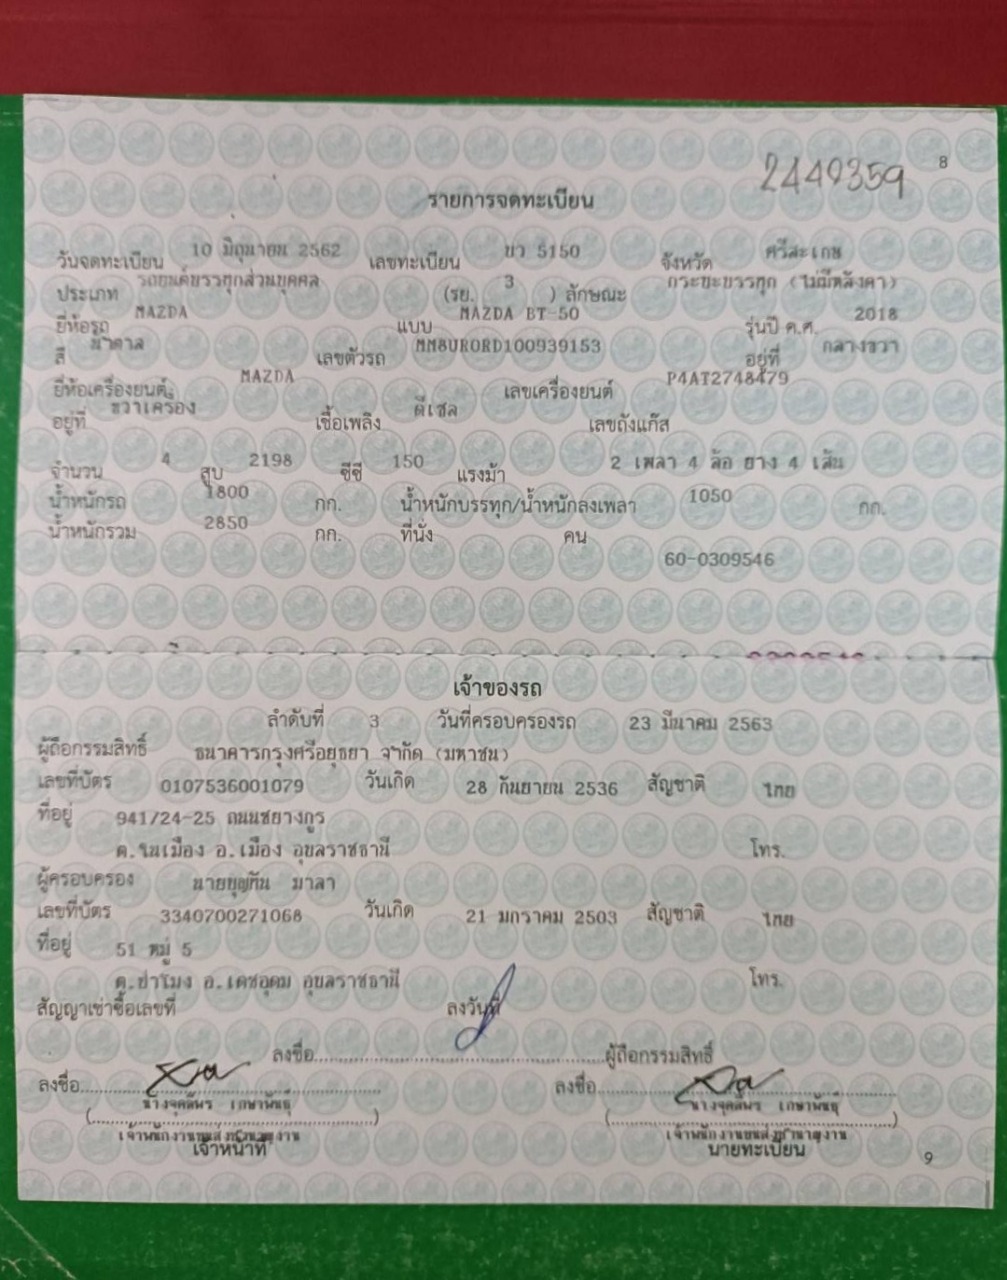 8
2449359
รายการจดทะเบียน
วันจดทะเบียน 10 มิถุนายน 2562 เลขทะเบียน บว 5150 จังหวัด ศรีสะเกษ
ประเภท รถยนต์บรรทุกส่วนบุคคล (รย. 3 ) ลักษณะ กระบะบรรทุก (ไม่มีหลังคา)
ยี่ห้อรถ MAZDA แบบ MAZDA BT-50 รุ่นปี ค.ศ. 2018
สี น้ำตาล เลขตัวรถ MM8UR0RD100939153 อยู่ที่ กลางขวา
ยี่ห้อเครื่องยนต์ MAZDA เลขเครื่องยนต์ P4AT2748479
อยู่ที่ ขวาเครื่อง เชื้อเพลิง ดีเซล เลขถังแก๊ส
จำนวน 4 สูบ 2198 ซีซี 150 แรงม้า 2 เพลา 4 ล้อ ยาง 4 เส้น
น้ำหนักรถ 1800 กก. น้ำหนักบรรทุก/น้ำหนักลงเพลา 1050 กก.
น้ำหนักรวม 2850 กก. ที่นั่ง คน
60-0309546
เจ้าของรถ
ลำดับที่ 3 วันที่ครอบครองรถ 23 มีนาคม 2563
ผู้ถือกรรมสิทธิ์ ธนาคารกรุงศรีอยุธยา จำกัด (มหาชน)
เลขที่บัตร 0107536001079 วันเกิด 28 กันยายน 2536 สัญชาติ ไทย
ที่อยู่ 941/24-25 ถนนชยางกูร
ต.ในเมือง อ.เมือง อุบลราชธานี โทร.
ผู้ครอบครอง นายบุญทัน มาลา
เลขที่บัตร 3340700271068 วันเกิด 21 มกราคม 2503 สัญชาติ ไทย
ที่อยู่ 51 หมู่ 5
ต.ป่าโมง อ.เดชอุดม อุบลราชธานี โทร.
สัญญาเช่าซื้อเลขที่ ลงวันที่
ลงชื่อ ผู้ถือกรรมสิทธิ์
ลงชื่อ ลงชื่อ
เจ้าหน้าที่ นายทะเบียน
9